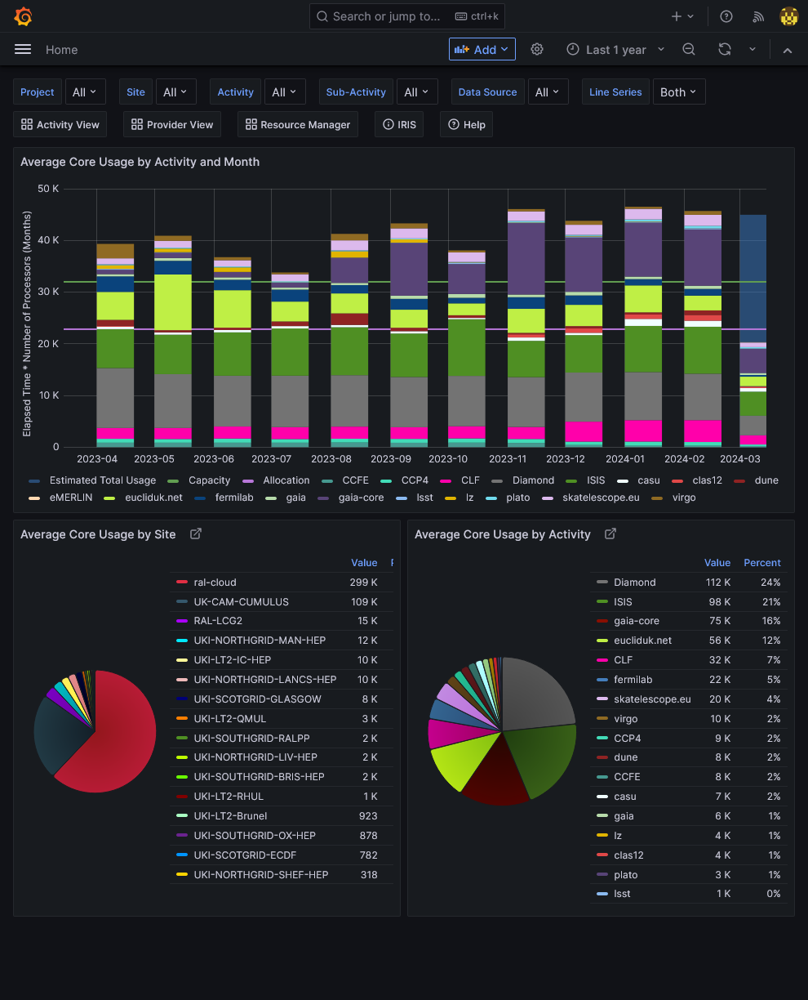 Search or jump to... ctrl+k
Home Add Last 1 year
Project All Site All Activity All Sub-Activity All Data Source All Line Series Both
Activity View Provider View Resource Manager IRIS Help
Average Core Usage by Activity and Month
Elapsed Time * Number of Processors (Months)
50 K
40 K
30 K
20 K
10 K
0
2023-04 2023-05 2023-06 2023-07 2023-08 2023-09 2023-10 2023-11 2023-12 2024-01 2024-02 2024-03
Estimated Total Usage Capacity Allocation CCFE CCP4 CLF Diamond ISIS casu clas12 dune
eMERLIN eucliduk.net fermilab gaia gaia-core lsst lz plato skatelescope.eu virgo
Average Core Usage by Site
Value
ral-cloud 299 K
UK-CAM-CUMULUS 109 K
RAL-LCG2 15 K
UKI-NORTHGRID-MAN-HEP 12 K
UKI-LT2-IC-HEP 10 K
UKI-NORTHGRID-LANCS-HEP 10 K
UKI-SCOTGRID-GLASGOW 8 K
UKI-LT2-QMUL 3 K
UKI-SOUTHGRID-RALPP 2 K
UKI-NORTHGRID-LIV-HEP 2 K
UKI-SOUTHGRID-BRIS-HEP 2 K
UKI-LT2-RHUL 1 K
UKI-LT2-Brunel 923
UKI-SOUTHGRID-OX-HEP 878
UKI-SCOTGRID-ECDF 782
UKI-NORTHGRID-SHEF-HEP 318
Average Core Usage by Activity
Value Percent
Diamond 112 K 24%
ISIS 98 K 21%
gaia-core 75 K 16%
eucliduk.net 56 K 12%
CLF 32 K 7%
fermilab 22 K 5%
skatelescope.eu 20 K 4%
virgo 10 K 2%
CCP4 9 K 2%
dune 8 K 2%
CCFE 8 K 2%
casu 7 K 2%
gaia 6 K 1%
lz 4 K 1%
clas12 4 K 1%
plato 3 K 1%
lsst 1 K 0%